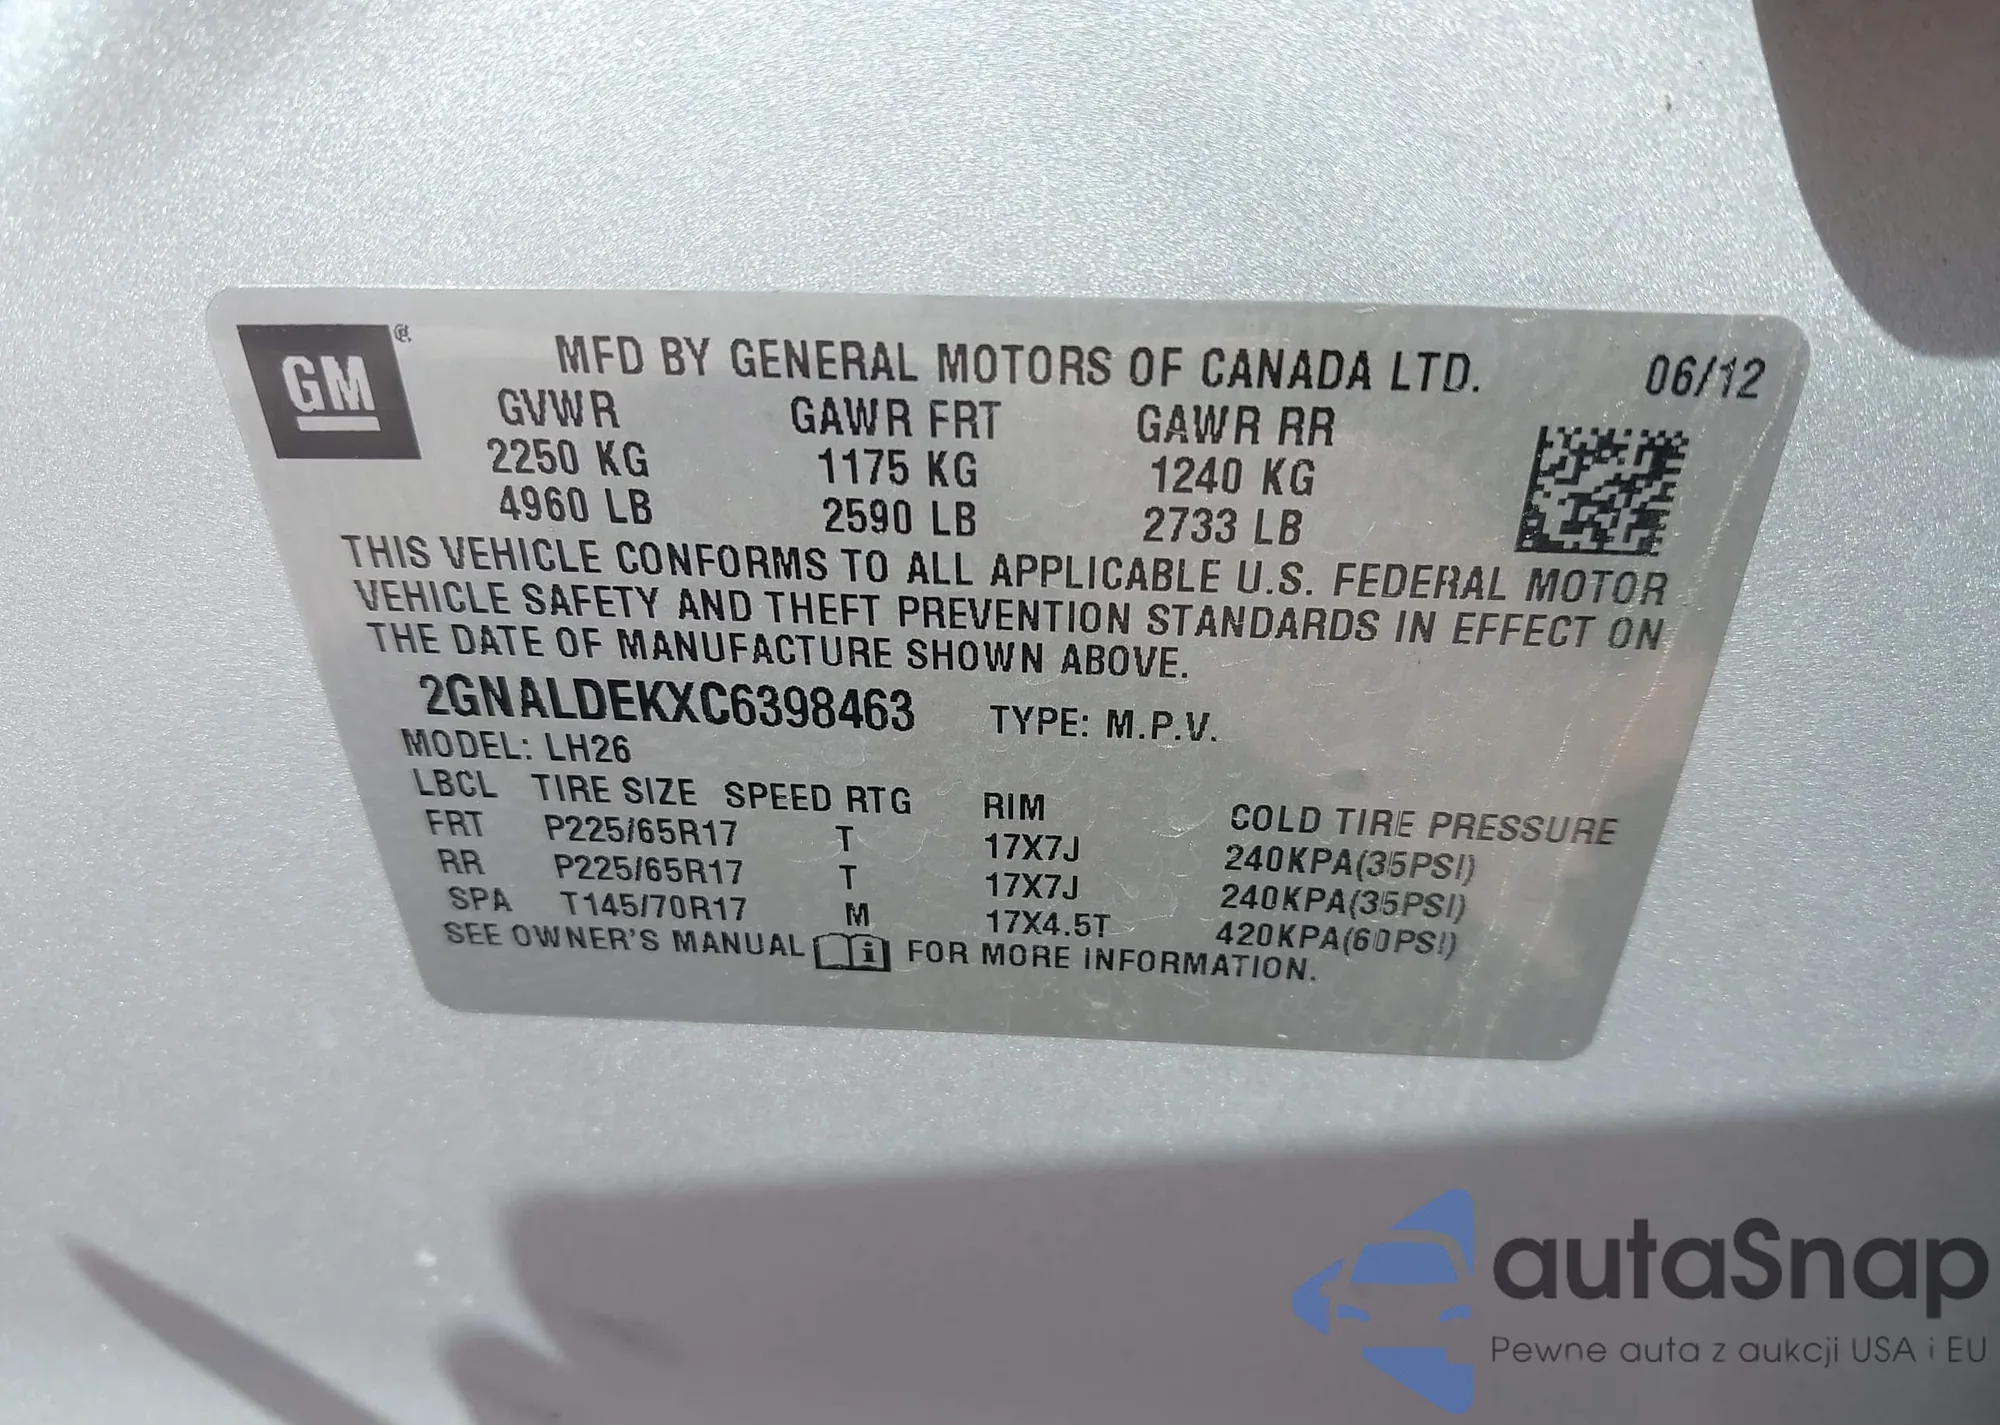 GM ®
MFD BY GENERAL MOTORS OF CANADA LTD. 06/12
GVWR GAWR FRT GAWR RR
2250 KG 1175 KG 1240 KG
4960 LB 2590 LB 2733 LB
THIS VEHICLE CONFORMS TO ALL APPLICABLE U.S. FEDERAL MOTOR
VEHICLE SAFETY AND THEFT PREVENTION STANDARDS IN EFFECT ON
THE DATE OF MANUFACTURE SHOWN ABOVE.
2GNALDEKXC6398463 TYPE: M.P.V.
MODEL: LH26
LBCL TIRE SIZE SPEED RTG RIM COLD TIRE PRESSURE
FRT P225/65R17 T 17X7J 240KPA(35PSI)
RR P225/65R17 T 17X7J 240KPA(35PSI)
SPA T145/70R17 M 17X4.5T 420KPA(60PSI)
SEE OWNER'S MANUAL i FOR MORE INFORMATION.
autaSnap
Pewne auta z aukcji USA i EU